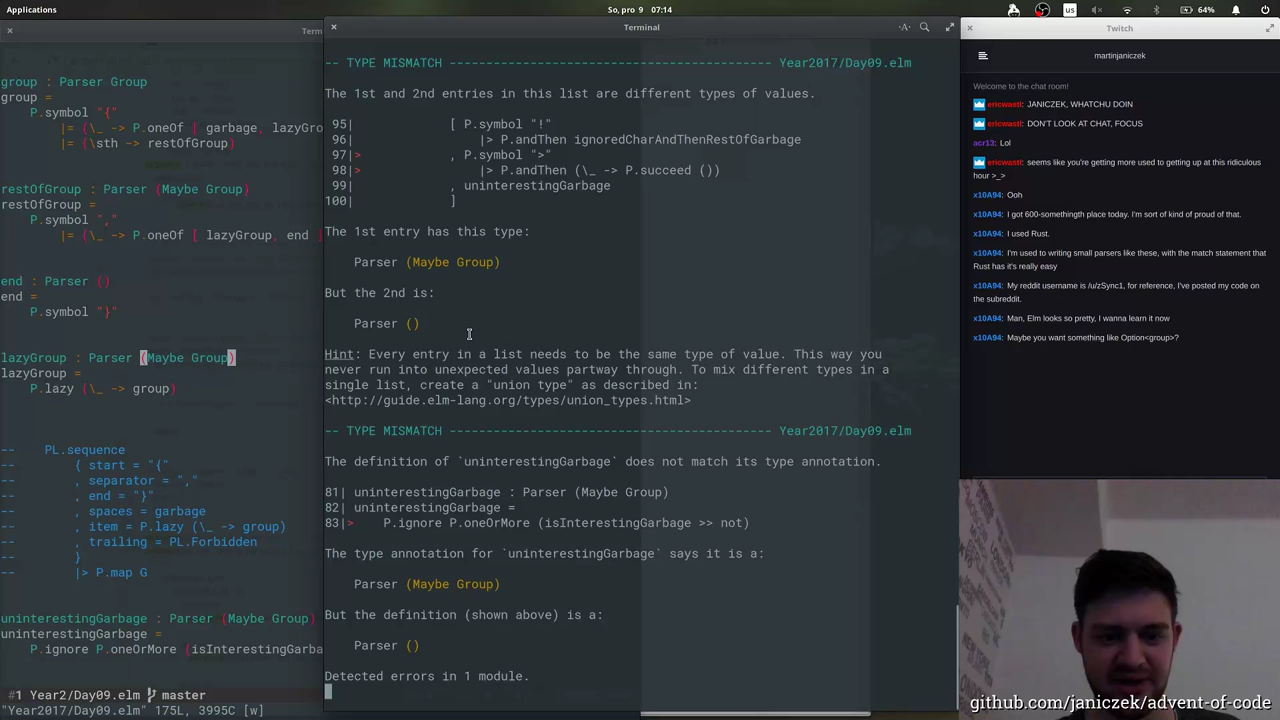 Applications
So, pro 9 07:14
us
64%
Term
group : Parser Group
group =
P.symbol "{"
|= (\_ -> P.oneOf [ garbage, lazyGro
|= (\sth -> restOfGroup)
restOfGroup : Parser (Maybe Group)
restOfGroup =
P.symbol ","
|= (\_ -> P.oneOf [ lazyGroup, end ]
end : Parser ()
end =
P.symbol "}"
lazyGroup : Parser (Maybe Group)
lazyGroup =
P.lazy (\_ -> group)
-- PL.sequence
-- { start = "{"
-- , separator = ","
-- , end = "}"
-- , spaces = garbage
-- , item = P.lazy (\_ -> group)
-- , trailing = PL.Forbidden
-- }
-- |> P.map G
uninterestingGarbage : Parser (Maybe Group)
uninterestingGarbage =
P.ignore P.oneOrMore (isInterestingGarba
#1 Year2/Day09.elm master
"Year2017/Day09.elm" 175L, 3995C [w]
Terminal
-A-
-- TYPE MISMATCH ------------------------------------------ Year2017/Day09.elm
The 1st and 2nd entries in this list are different types of values.
95| [ P.symbol "!"
96| |> P.andThen ignoredCharAndThenRestOfGarbage
97|> , P.symbol ">"
98|> |> P.andThen (\_ -> P.succeed ())
99| , uninterestingGarbage
100| ]
The 1st entry has this type:
Parser (Maybe Group)
But the 2nd is:
Parser ()
Hint: Every entry in a list needs to be the same type of value. This way you
never run into unexpected values partway through. To mix different types in a
single list, create a "union type" as described in:
<http://guide.elm-lang.org/types/union_types.html>
-- TYPE MISMATCH ------------------------------------------ Year2017/Day09.elm
The definition of `uninterestingGarbage` does not match its type annotation.
81| uninterestingGarbage : Parser (Maybe Group)
82| uninterestingGarbage =
83|> P.ignore P.oneOrMore (isInterestingGarbage >> not)
The type annotation for `uninterestingGarbage` says it is a:
Parser (Maybe Group)
But the definition (shown above) is a:
Parser ()
Detected errors in 1 module.
Twitch
martinjaniczek
Welcome to the chat room!
ericwastl: JANICZEK, WHATCHU DOIN
ericwastl: DON'T LOOK AT CHAT, FOCUS
acr13: Lol
ericwastl: seems like you're getting more used to getting up at this ridiculous
hour >_>
x10A94: Ooh
x10A94: I got 600-somethingth place today. I'm sort of kind of proud of that.
x10A94: I used Rust.
x10A94: I'm used to writing small parsers like these, with the match statement that
Rust has it's really easy
x10A94: My reddit username is /u/zSync1, for reference, I've posted my code on
the subreddit.
x10A94: Man, Elm looks so pretty, I wanna learn it now
x10A94: Maybe you want something like Option<group>?
github.com/janiczek/advent-of-code